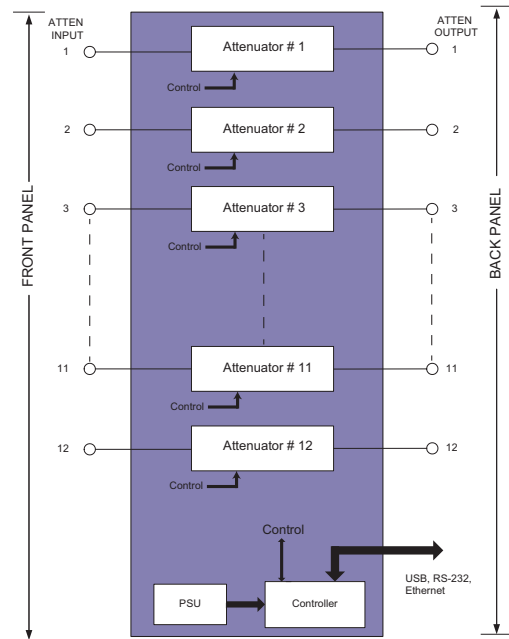 ATTEN
INPUT
ATTEN
OUTPUT
1
Attenuator # 1
1
Control
2
Attenuator # 2
2
Control
3
Attenuator # 3
3
Control
FRONT PANEL
BACK PANEL
11
Attenuator # 11
11
Control
12
Attenuator # 12
12
Control
Control
USB, RS-232,
Ethernet
PSU
Controller